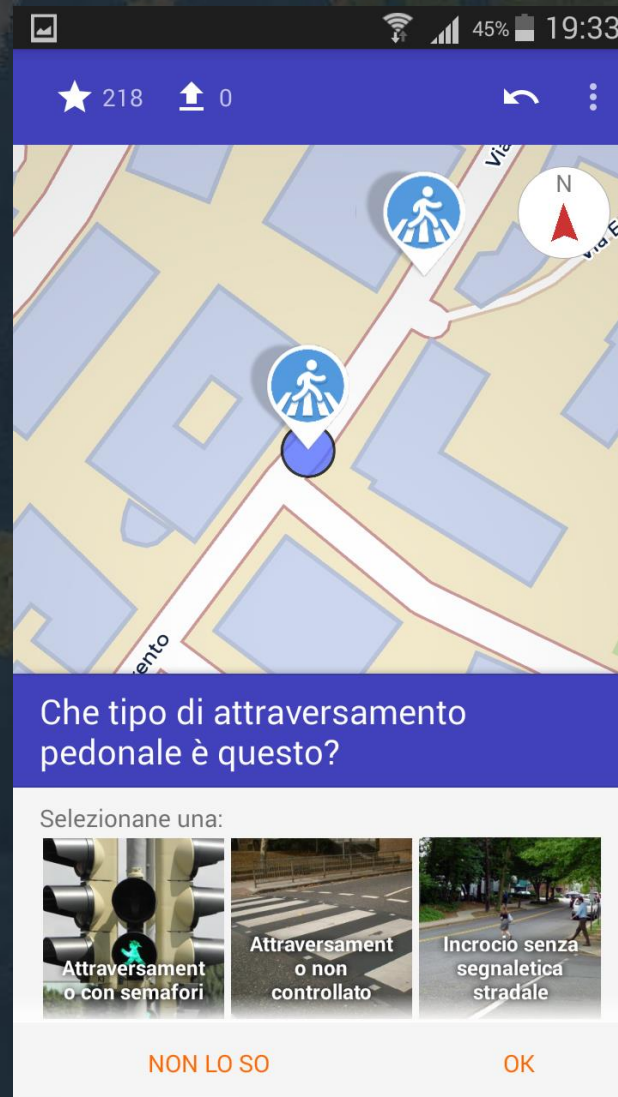 45% 19:33
218 0
Via
N
Via E
ento
Che tipo di attraversamento
pedonale è questo?
Selezionane una:
Attraversament
o con semafori
Attraversament
o non
controllato
Incrocio senza
segnaletica
stradale
NON LO SO OK